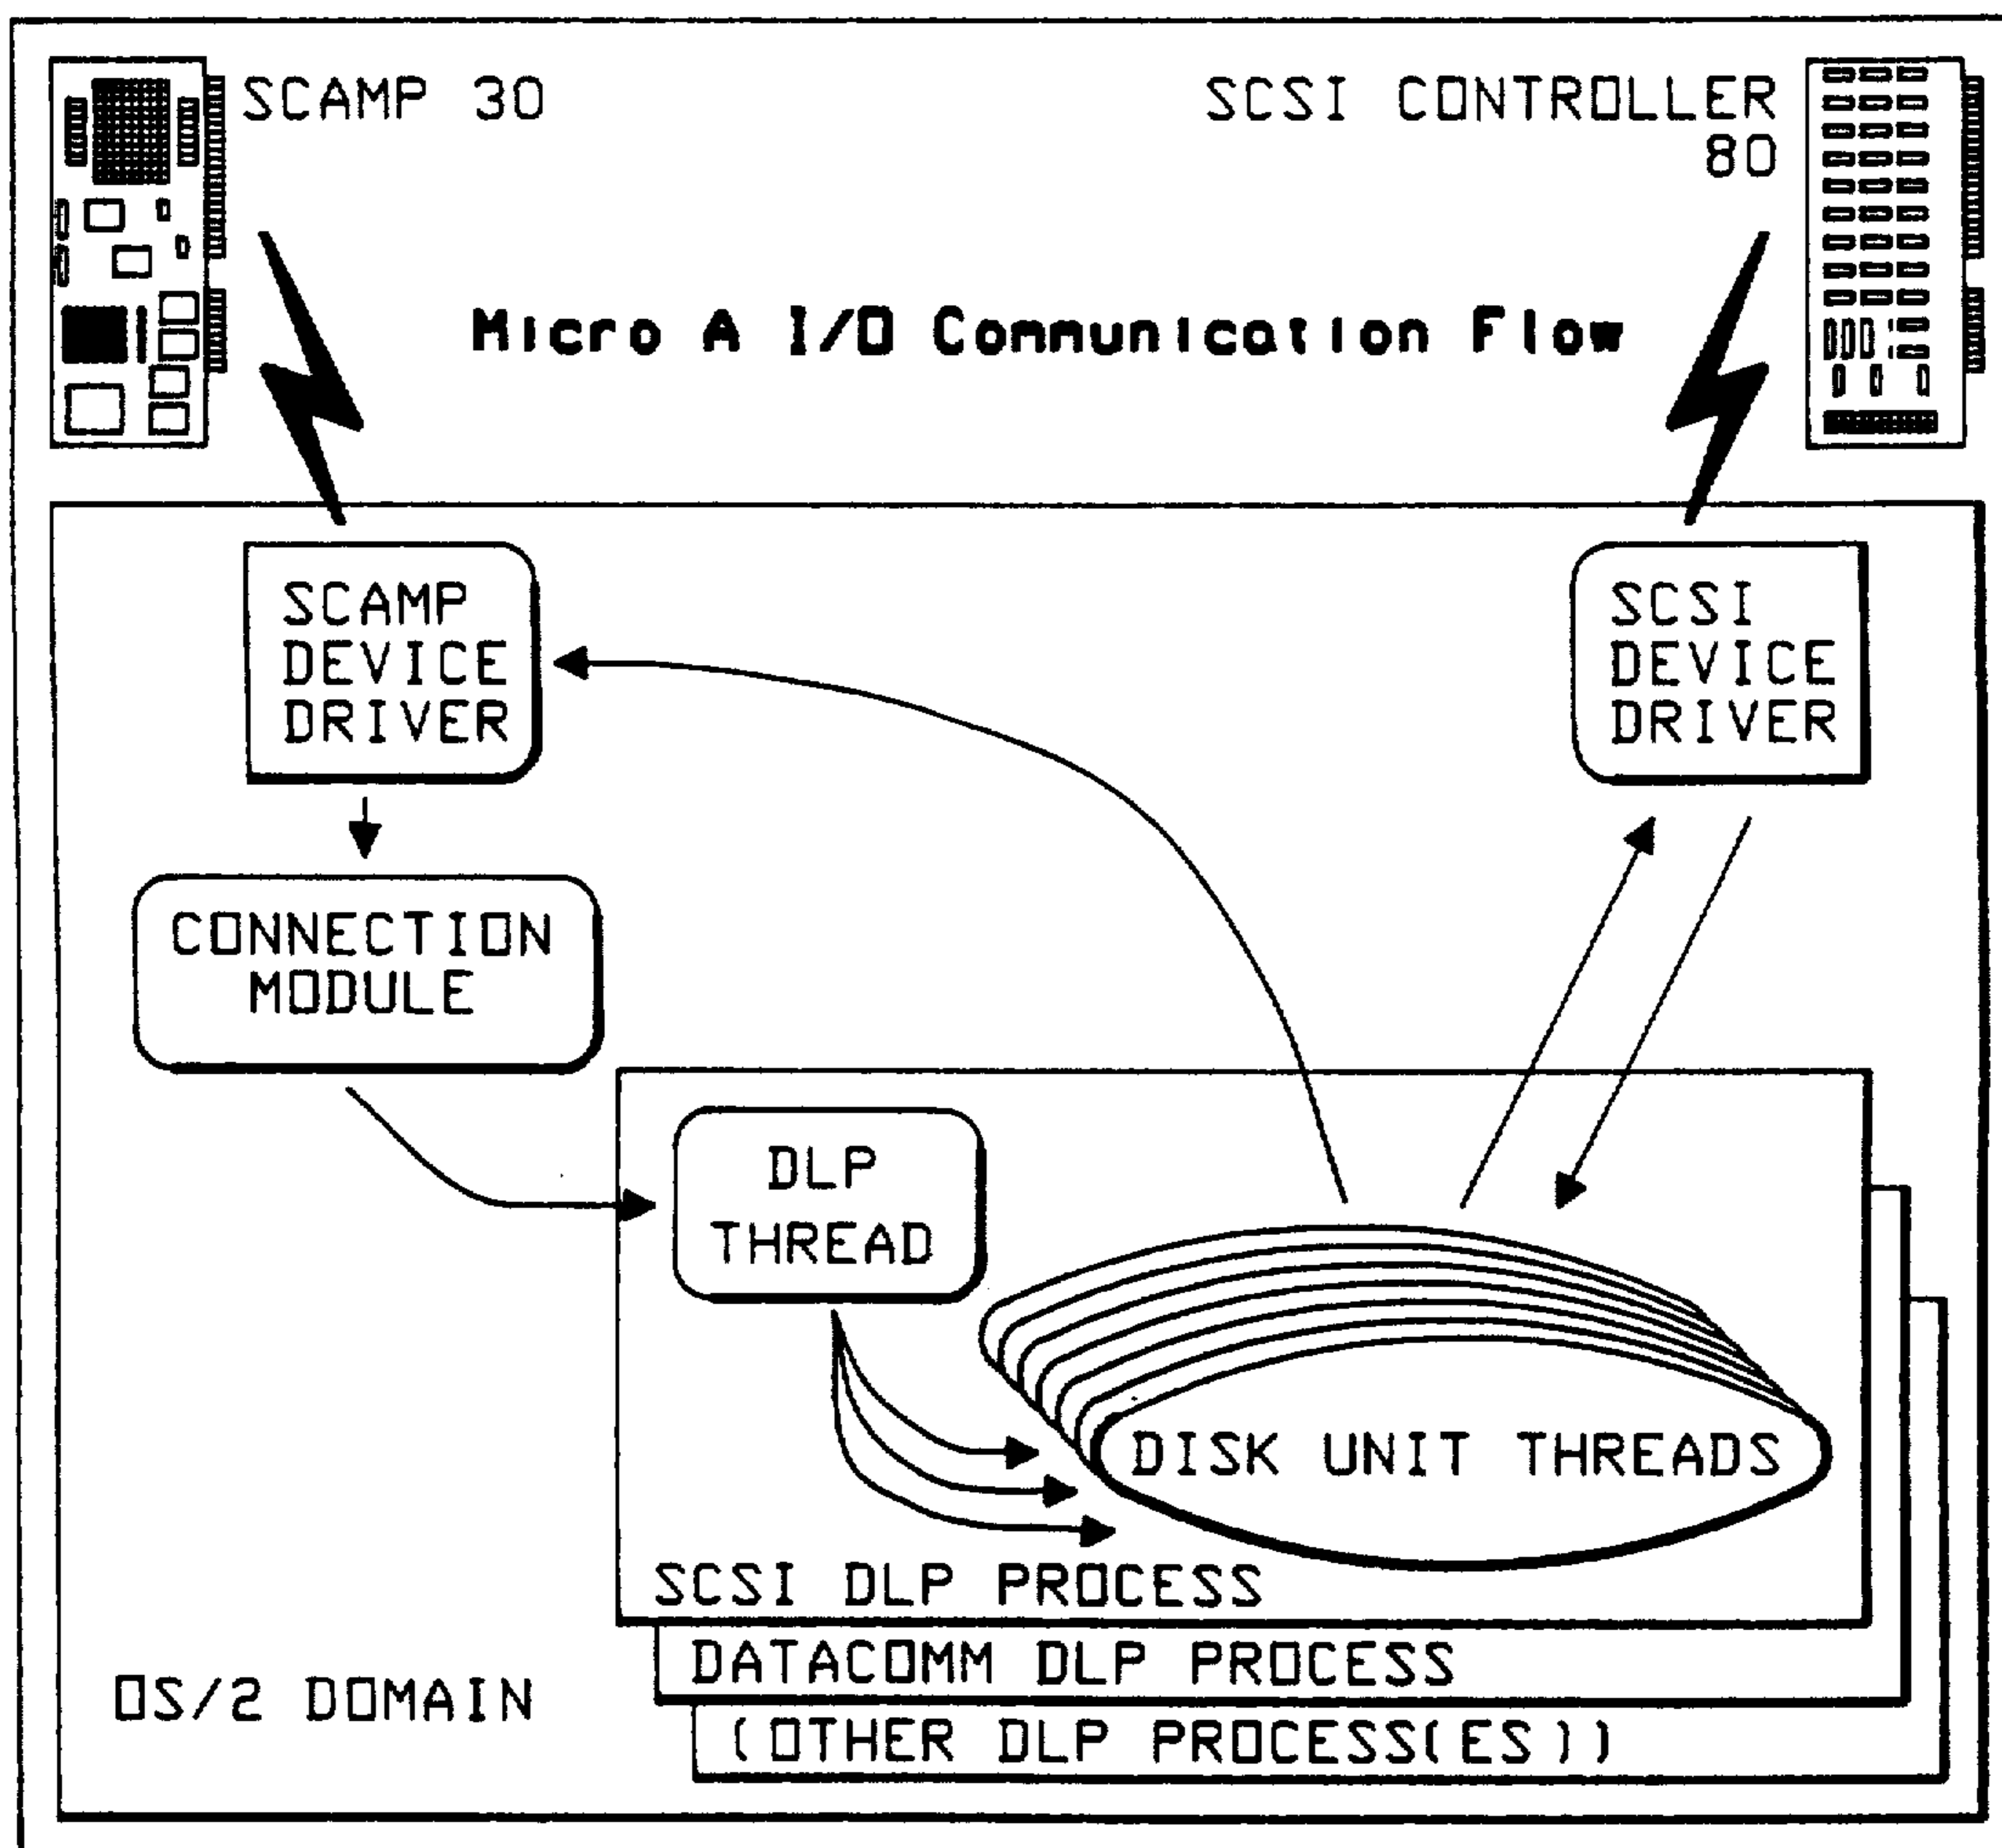 SCAMP 30
SCSI CONTROLLER
80
Micro A I/O Communication Flow
SCAMP
DEVICE
DRIVER
SCSI
DEVICE
DRIVER
CONNECTION
MODULE
DLP
THREAD
DISK UNIT THREADS
SCSI DLP PROCESS
DATACOMM DLP PROCESS
(OTHER DLP PROCESS(ES))
OS/2 DOMAIN